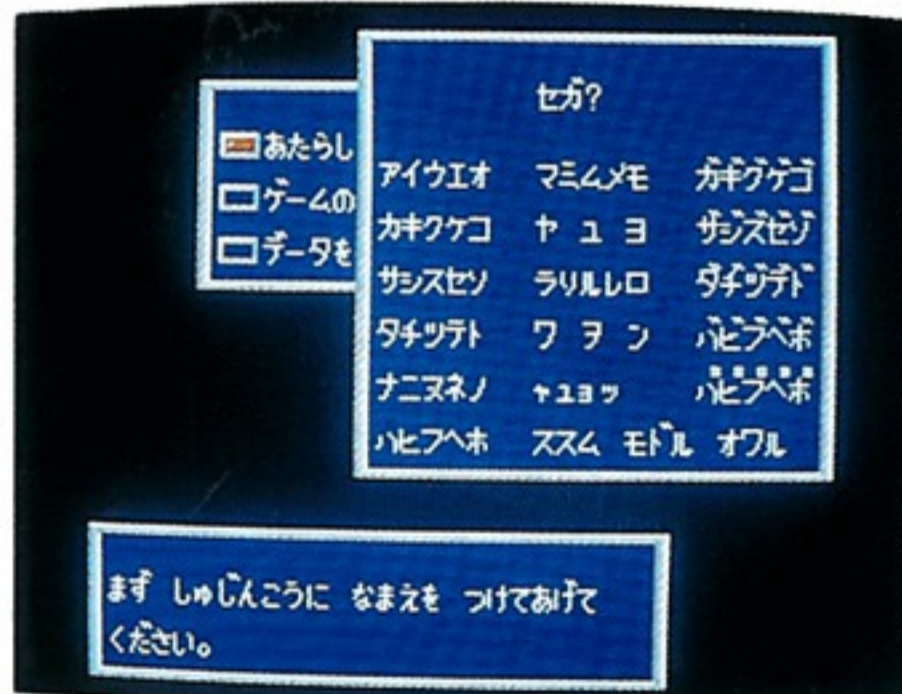 セガ?
あたらし
ゲームの
データを
アイウエオ マミムメモ ガギグゲゴ
カキクケコ ヤ ユ ヨ ザジズゼゾ
サシスセソ ラリルレロ ダヂヅデド
タチツテト ワ ヲ ン バビブベボ
ナニヌネノ ャュョッ パピプペポ
ハヒフヘホ ススム モドル オワル
まず しゅじんこうに なまえを つけてあげて
ください。